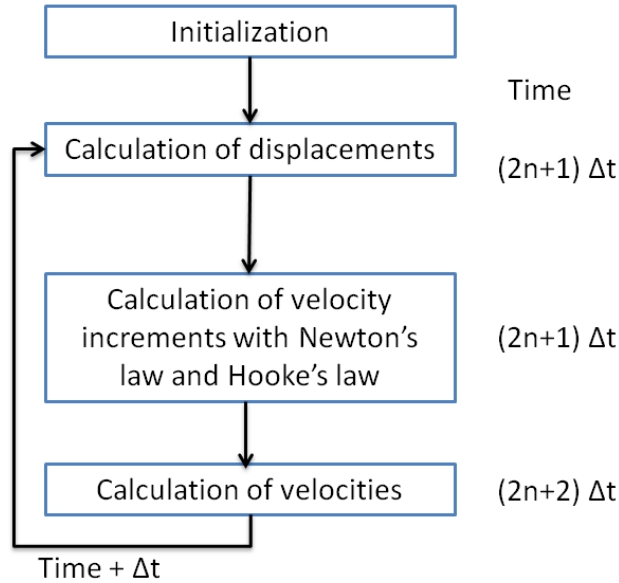 Initialization
Time
Calculation of displacements
(2n+1) Δt
Calculation of velocity
increments with Newton’s
law and Hooke’s law
(2n+1) Δt
Calculation of velocities
(2n+2) Δt
Time + Δt